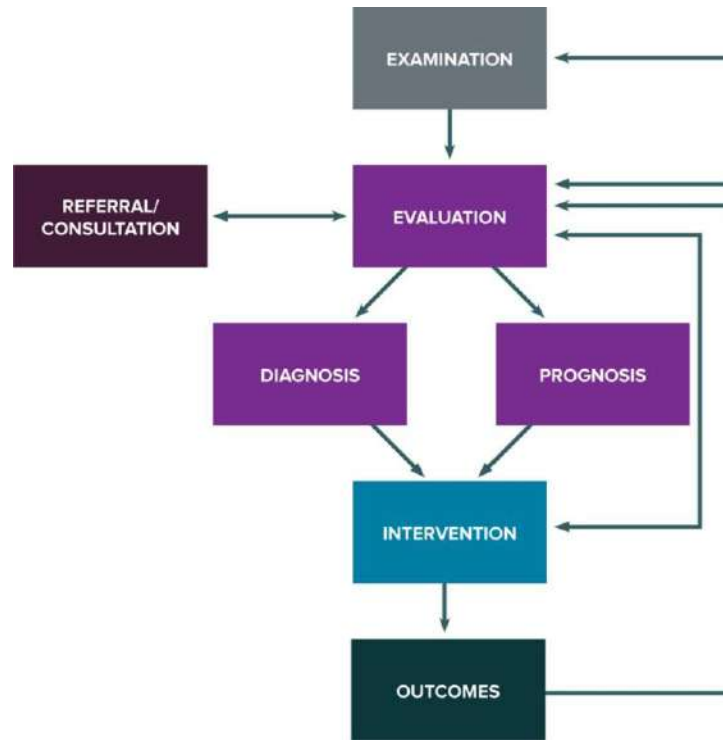 EXAMINATION
REFERRAL/
CONSULTATION
EVALUATION
DIAGNOSIS
PROGNOSIS
INTERVENTION
OUTCOMES